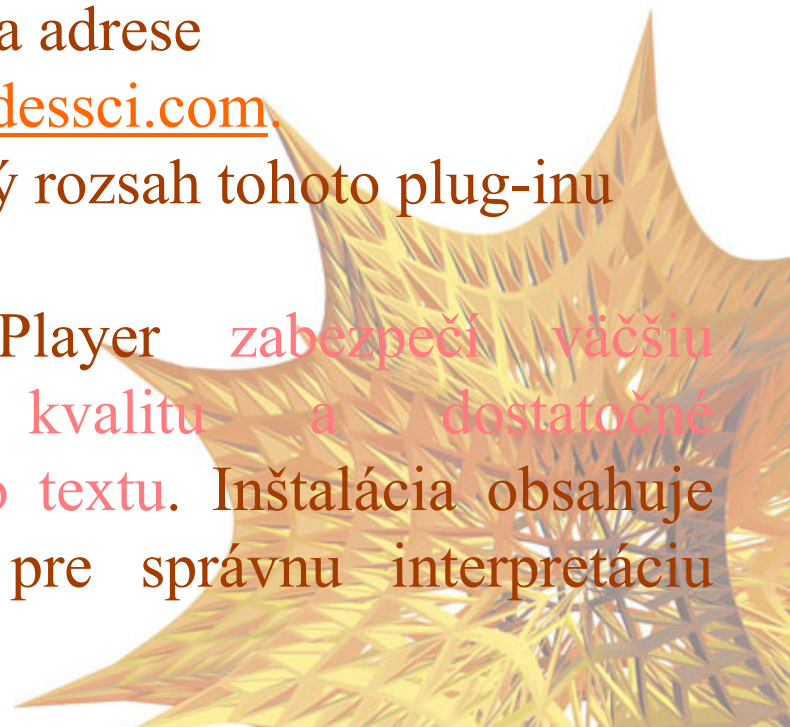 a adrese
dessci.com.
ý rozsah tohoto plug-inu
Player zabezpečí väčšiu
kvalitu a dostatočné
o textu. Inštalácia obsahuje
pre správnu interpretáciu